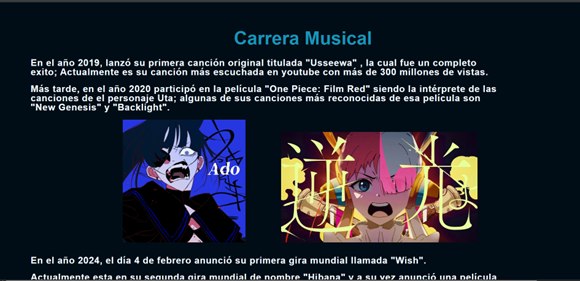 Carrera Musical
En el año 2019, lanzó su primera canción original titulada "Usseewa" , la cual fue un completo
exito; Actualmente es su canción más escuchada en youtube con más de 300 millones de vistas.
Más tarde, en el año 2020 participó en la película "One Piece: Film Red" siendo la intérprete de las
canciones de el personaje Uta; algunas de sus canciones más reconocidas de esa película son
"New Genesis" y "Backlight".
Ado
逆光
En el año 2024, el día 4 de febrero anunció su primera gira mundial llamada "Wish".
Actualmente esta en su segunda gira mundial de nombre "Hibana" y a su vez anunció una película